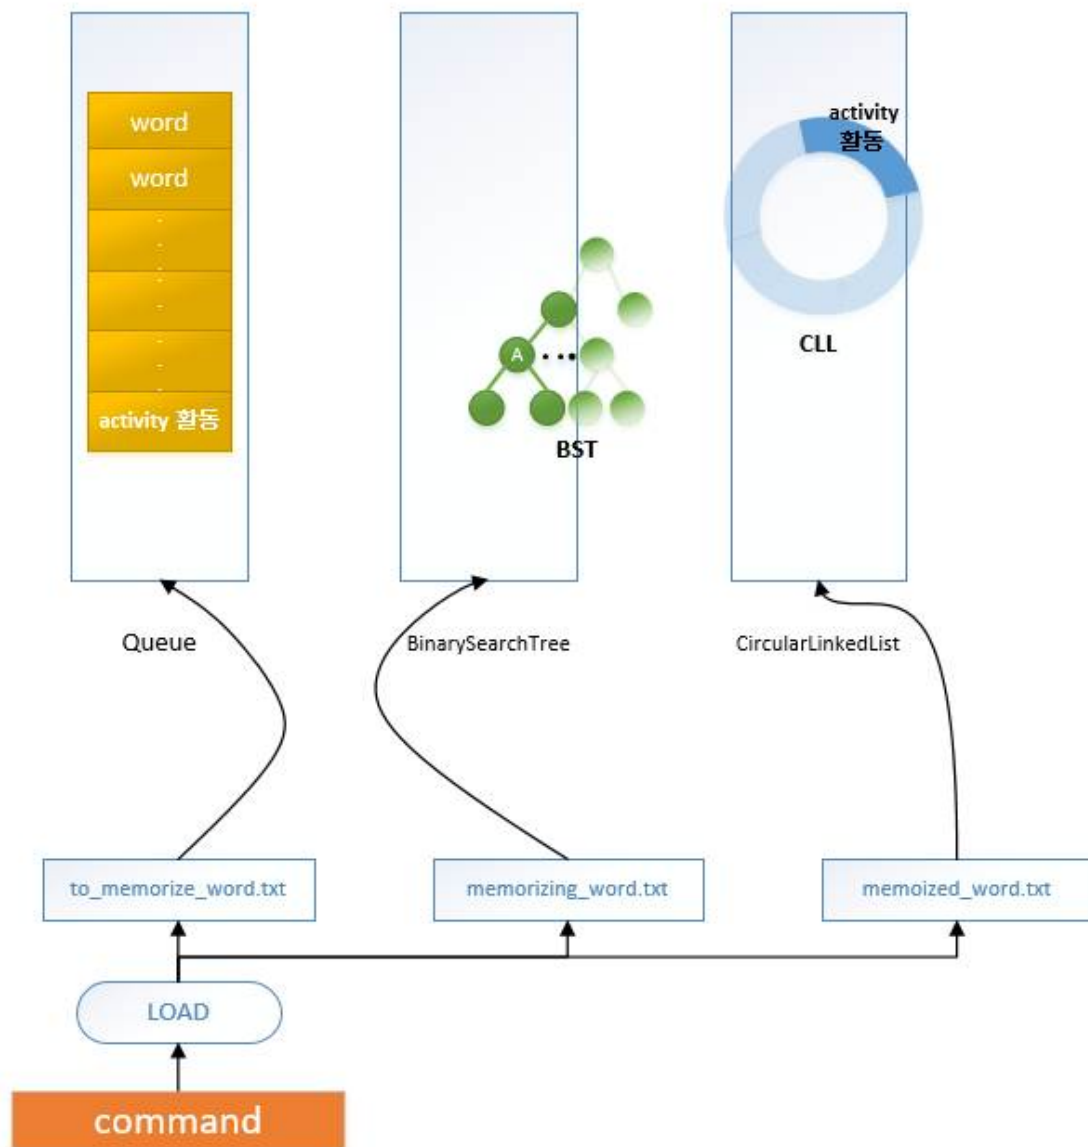 word
word
activity 활동
A
BST
activity
활동
CLL
Queue
BinarySearchTree
CircularLinkedList
to_memorize_word.txt
memorizing_word.txt
memoized_word.txt
LOAD
command